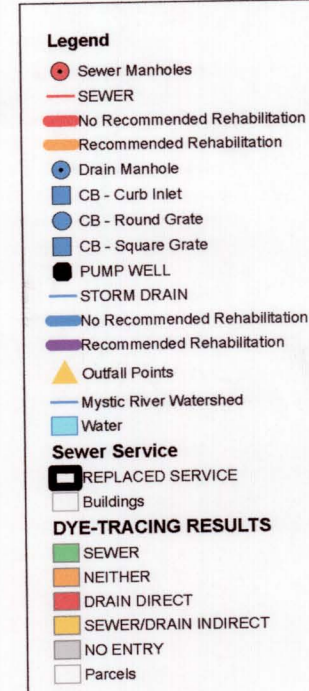 Legend
Sewer Manholes
SEWER
No Recommended Rehabilitation
Recommended Rehabilitation
Drain Manhole
CB - Curb Inlet
CB - Round Grate
CB - Square Grate
PUMP WELL
STORM DRAIN
No Recommended Rehabilitation
Recommended Rehabilitation
Outfall Points
Mystic River Watershed
Water
Sewer Service
REPLACED SERVICE
Buildings
DYE-TRACING RESULTS
SEWER
NEITHER
DRAIN DIRECT
SEWER/DRAIN INDIRECT
NO ENTRY
Parcels